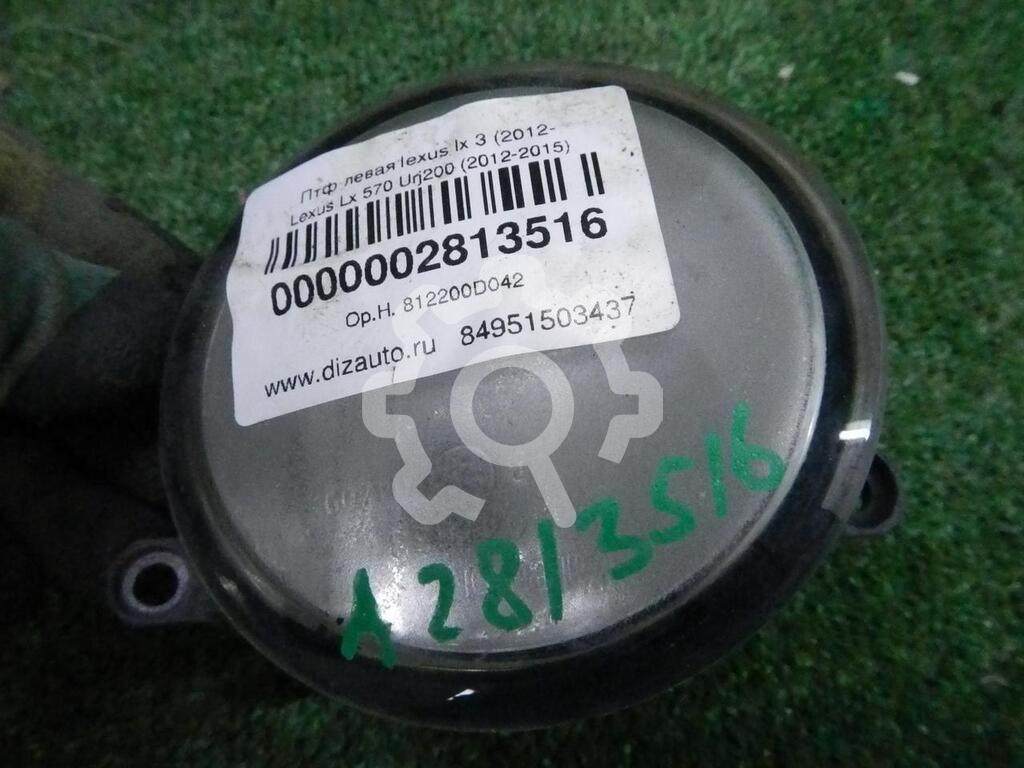 Птф левая lexus lx 3 (2012-
Lexus Lx 570 Urj200 (2012-2015)
0000002813516
Ор.Н. 812200D042
www.dizauto.ru 84951503437
A2813516